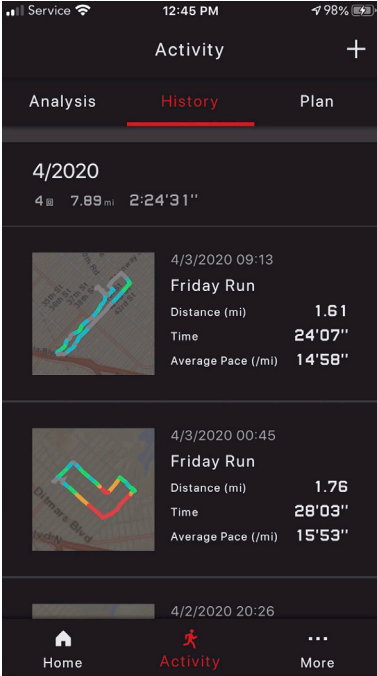 Service 12:45 PM 98%
Activity +
Analysis History Plan
4/2020
4回 7.89mi 2:24'31''
4/3/2020 09:13
Friday Run
Distance (mi) 1.61
Time 24'07''
Average Pace (/mi) 14'58''
4/3/2020 00:45
Friday Run
Distance (mi) 1.76
Time 28'03''
Average Pace (/mi) 15'53''
Ditmars Blvd
4/2/2020 20:26
Home Activity More